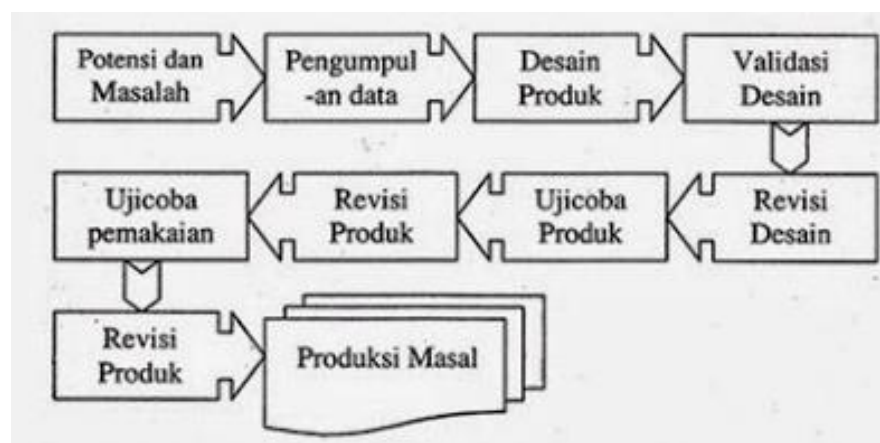 Potensi dan
Masalah
Pengumpul
-an data
Desain
Produk
Validasi
Desain
Revisi
Desain
Ujicoba
Produk
Revisi
Produk
Ujicoba
pemakaian
Revisi
Produk
Produksi Masal